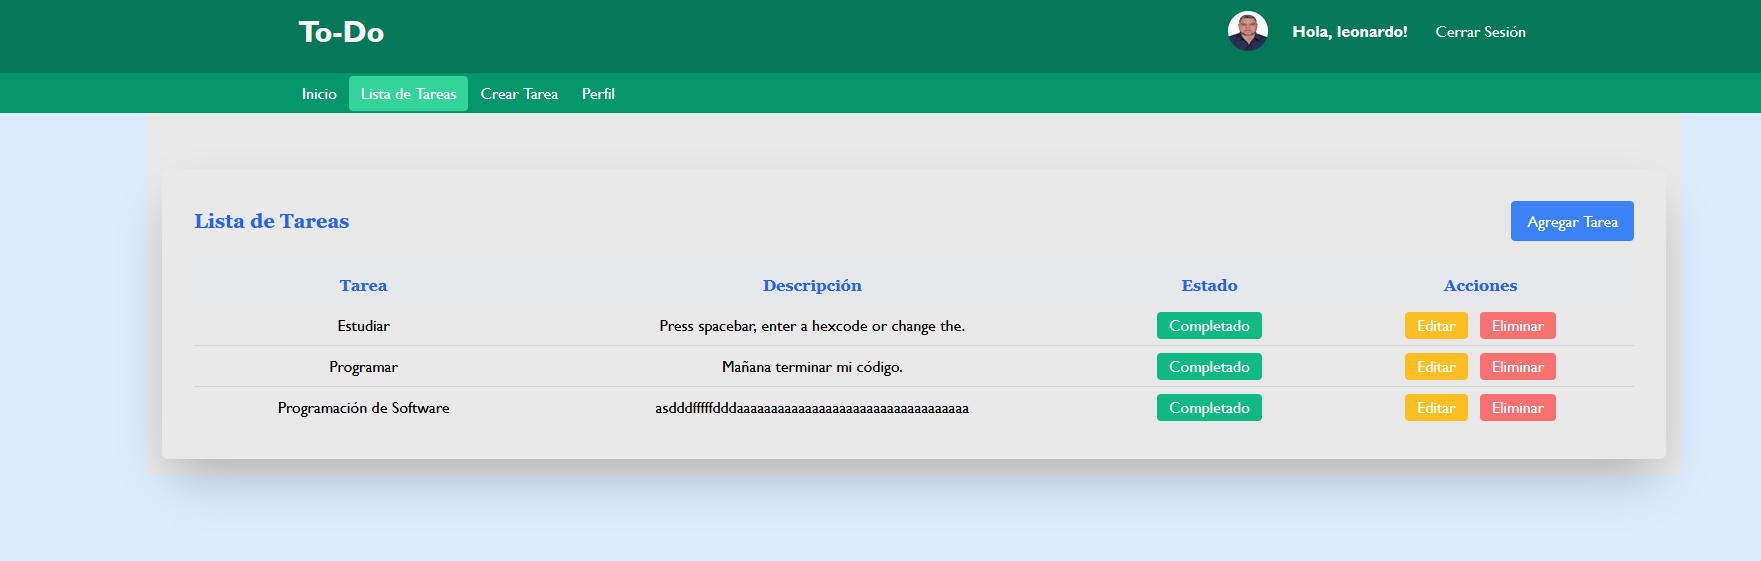 To-Do
Hola, leonardo! Cerrar Sesión
Inicio Lista de Tareas Crear Tarea Perfil
Lista de Tareas
Agregar Tarea
Tarea Descripción Estado Acciones
Estudiar Press spacebar, enter a hexcode or change the. Completado Editar Eliminar
Programar Mañana terminar mi código. Completado Editar Eliminar
Programación de Software asdddfffffdddaaaaaaaaaaaaaaaaaaaaaaaaaaaaaaaaaa Completado Editar Eliminar